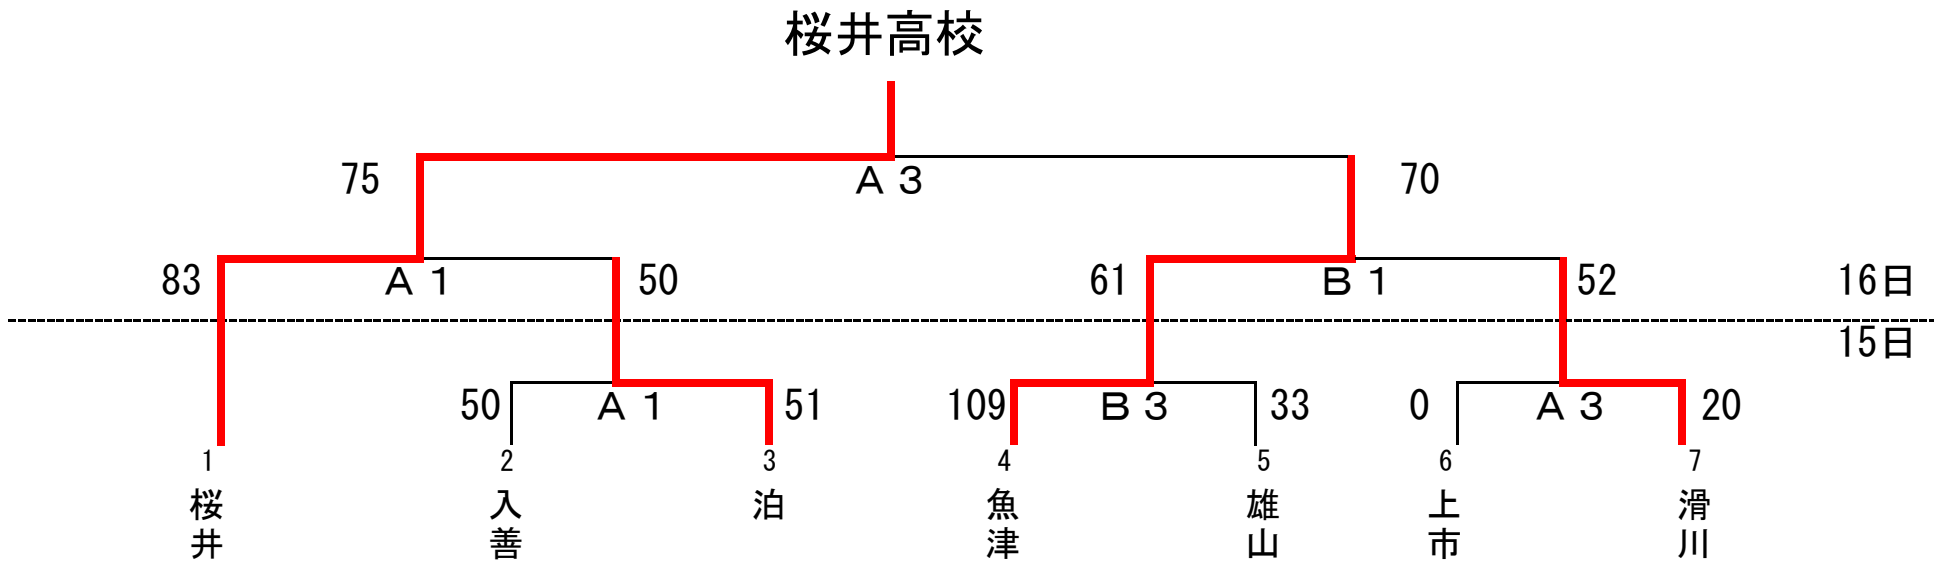 桜井高校
75 A 3 70
83 A 1 50 61 B 1 52 16日
15日
50 A 1 51 109 B 3 33 0 A 3 20
1 2 3 4 5 6 7
桜井 入善 泊 魚津 雄山 上市 滑川